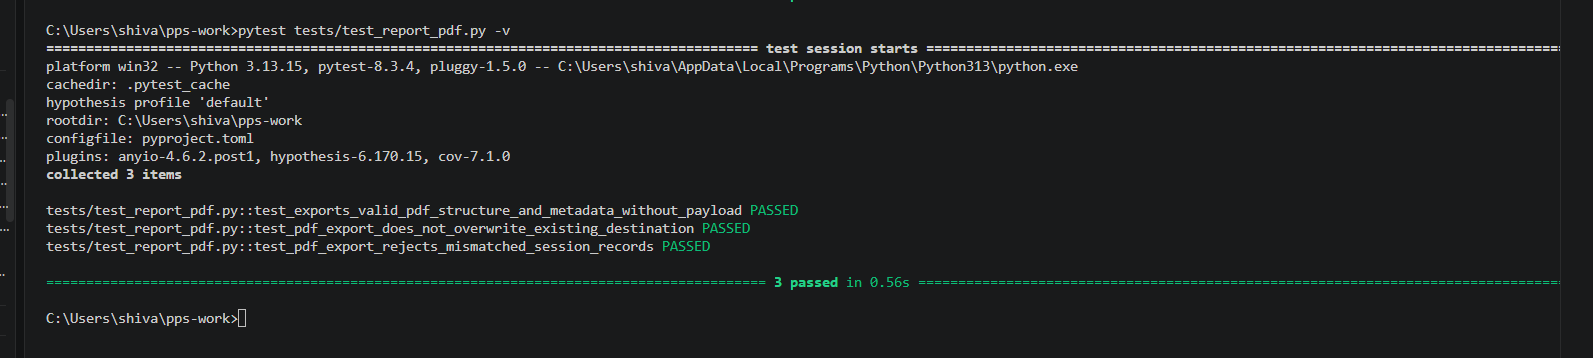 C:\Users\shiva\pps-work>pytest tests/test_report_pdf.py -v
========================================================================================= test session starts =========================================================================================
platform win32 -- Python 3.13.15, pytest-8.3.4, pluggy-1.5.0 -- C:\Users\shiva\AppData\Local\Programs\Python\Python313\python.exe
cachedir: .pytest_cache
hypothesis profile 'default'
rootdir: C:\Users\shiva\pps-work
configfile: pyproject.toml
plugins: anyio-4.6.2.post1, hypothesis-6.170.15, cov-7.1.0
collected 3 items
tests/test_report_pdf.py::test_exports_valid_pdf_structure_and_metadata_without_payload PASSED
tests/test_report_pdf.py::test_pdf_export_does_not_overwrite_existing_destination PASSED
tests/test_report_pdf.py::test_pdf_export_rejects_mismatched_session_records PASSED
========================================================================================== 3 passed in 0.56s ==========================================================================================
C:\Users\shiva\pps-work>